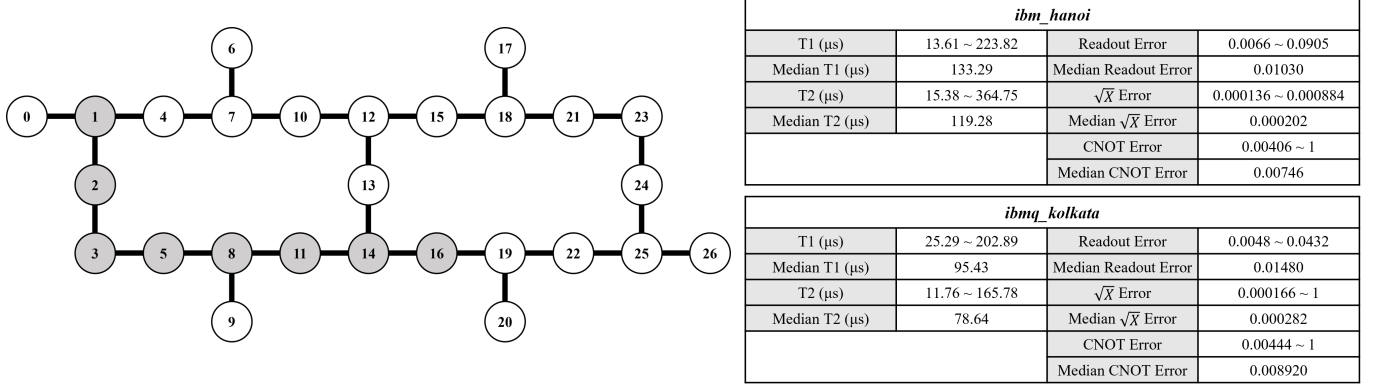 6 17
0 1 4 7 10 12 15 18 21 23
2 13 24
3 5 8 11 14 16 19 22 25 26
9 20
ibm_hanoi
T1 (μs) 13.61 ~ 223.82 Readout Error 0.0066 ~ 0.0905
Median T1 (μs) 133.29 Median Readout Error 0.01030
T2 (μs) 15.38 ~ 364.75 √X Error 0.000136 ~ 0.000884
Median T2 (μs) 119.28 Median √X Error 0.000202
CNOT Error 0.00406 ~ 1
Median CNOT Error 0.00746
ibmq_kolkata
T1 (μs) 25.29 ~ 202.89 Readout Error 0.0048 ~ 0.0432
Median T1 (μs) 95.43 Median Readout Error 0.01480
T2 (μs) 11.76 ~ 165.78 √X Error 0.000166 ~ 1
Median T2 (μs) 78.64 Median √X Error 0.000282
CNOT Error 0.00444 ~ 1
Median CNOT Error 0.008920